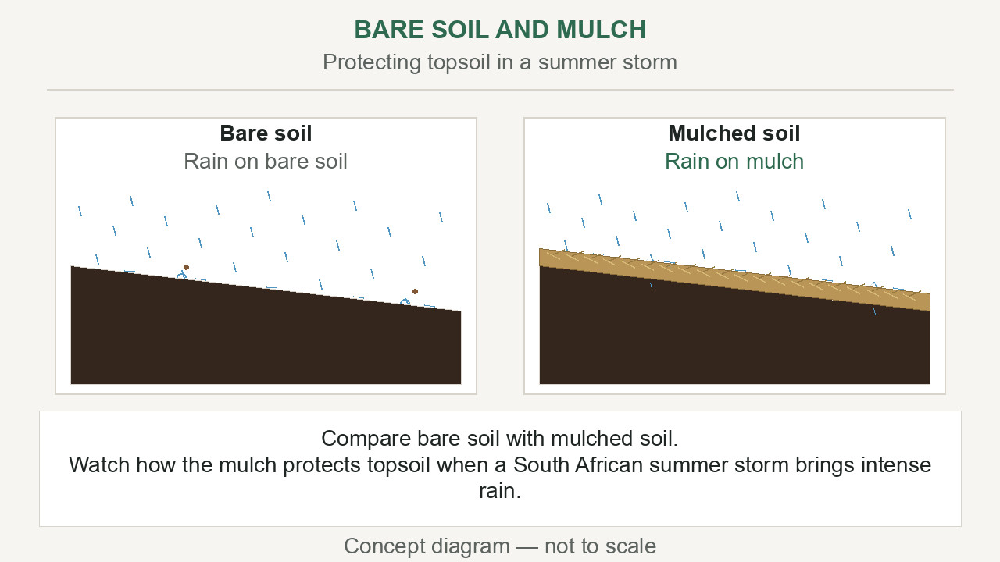 BARE SOIL AND MULCH
Protecting topsoil in a summer storm
Bare soil
Rain on bare soil
Mulched soil
Rain on mulch
Compare bare soil with mulched soil.
Watch how the mulch protects topsoil when a South African summer storm brings intense
rain.
Concept diagram — not to scale